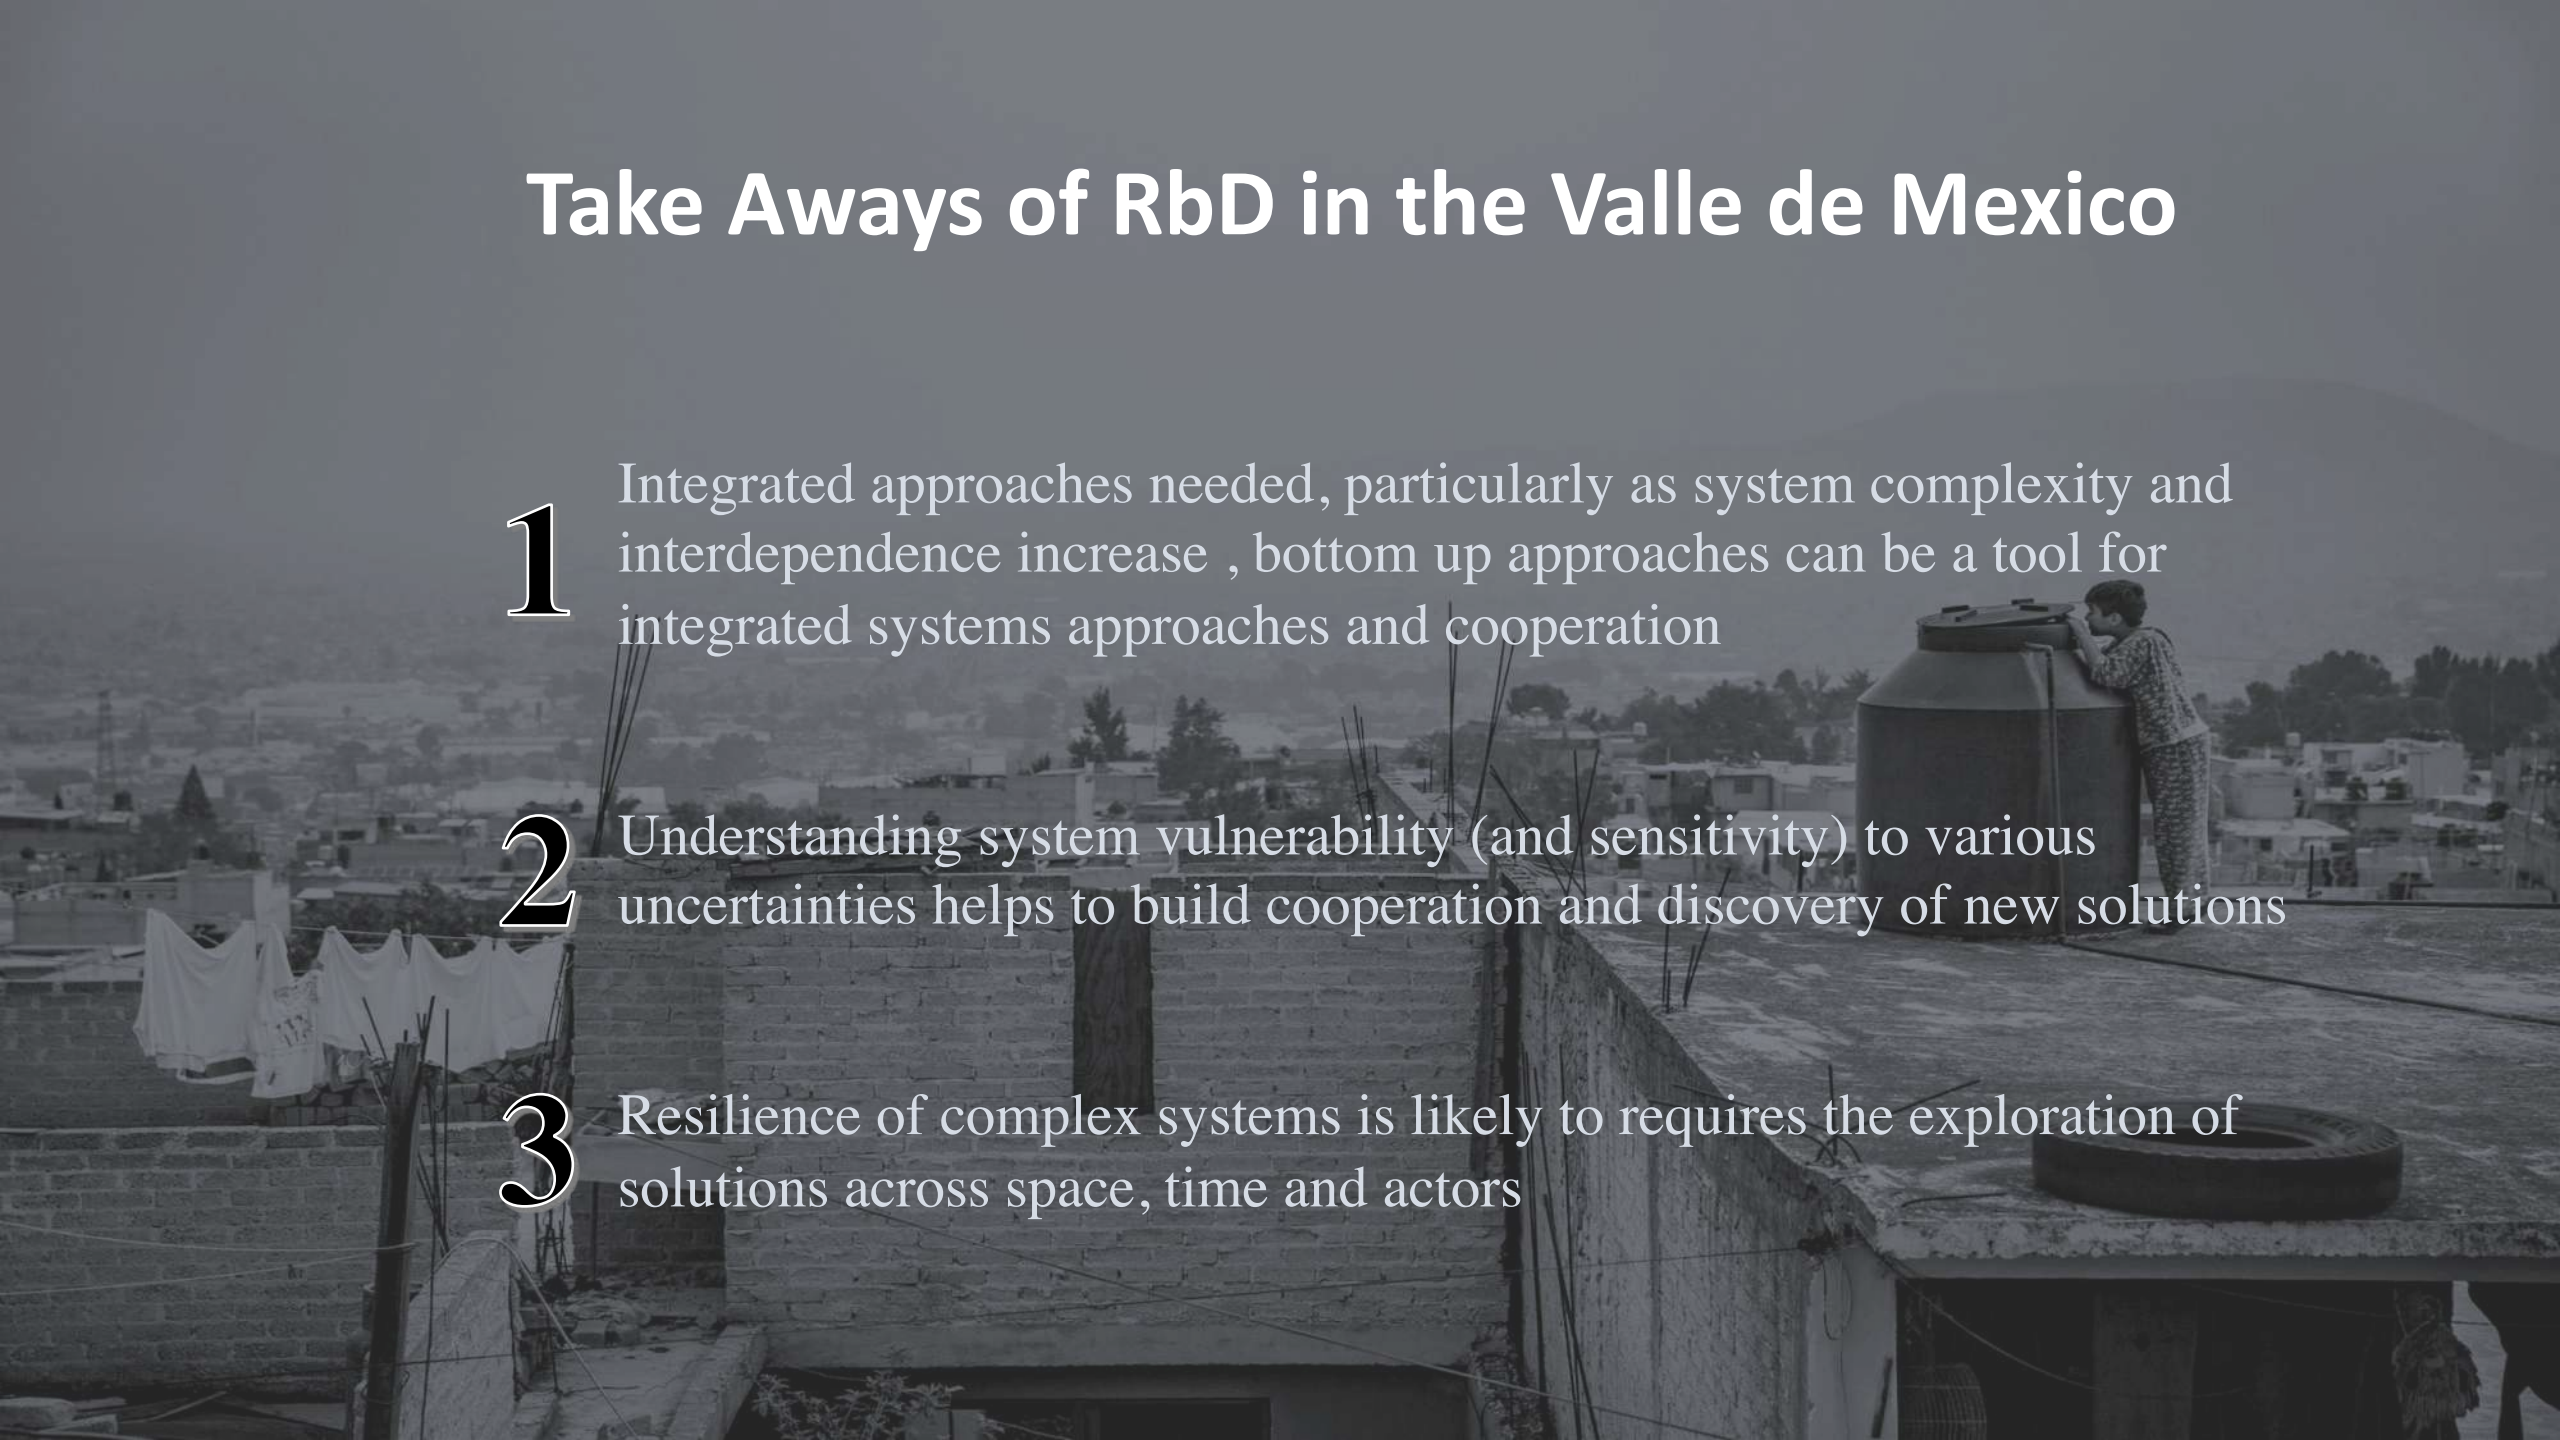 Take Aways of RbD in the Valle de Mexico
1
Integrated approaches needed, particularly as system complexity and
interdependence increase , bottom up approaches can be a tool for
integrated systems approaches and cooperation
2
Understanding system vulnerability (and sensitivity) to various
uncertainties helps to build cooperation and discovery of new solutions
3
Resilience of complex systems is likely to requires the exploration of
solutions across space, time and actors